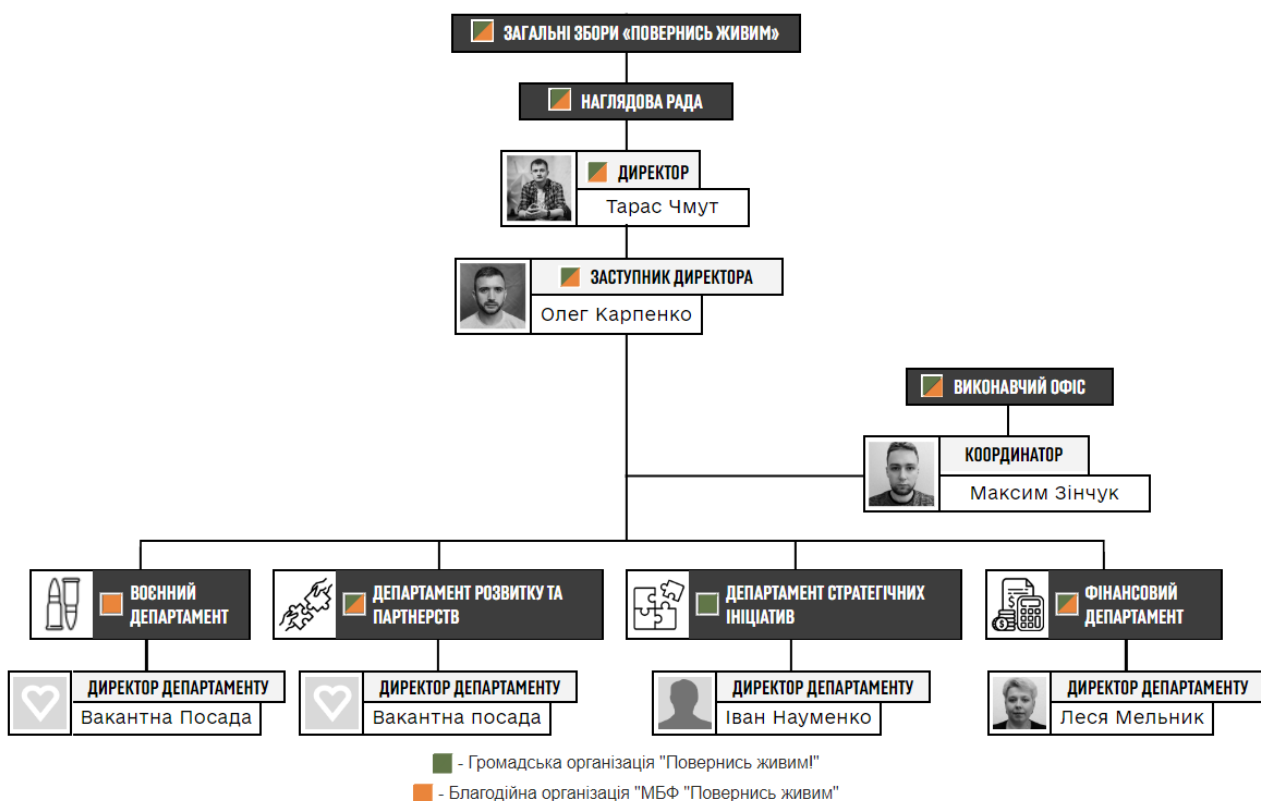 ЗАГАЛЬНІ ЗБОРИ «ПОВЕРНИСЬ ЖИВИМ»
НАГЛЯДОВА РАДА
ДИРЕКТОР
Тарас Чмут
ЗАСТУПНИК ДИРЕКТОРА
Олег Карпенко
ВИКОНАВЧИЙ ОФІС
КООРДИНАТОР
Максим Зінчук
ВОЄННИЙ
ДЕПАРТАМЕНТ
ДЕПАРТАМЕНТ РОЗВИТКУ ТА
ПАРТНЕРСТВ
ДЕПАРТАМЕНТ СТРАТЕГІЧНИХ
ІНІЦІАТИВ
ФІНАНСОВИЙ
ДЕПАРТАМЕНТ
ДИРЕКТОР ДЕПАРТАМЕНТУ
Вакантна Посада
ДИРЕКТОР ДЕПАРТАМЕНТУ
Вакантна посада
ДИРЕКТОР ДЕПАРТАМЕНТУ
Іван Науменко
ДИРЕКТОР ДЕПАРТАМЕНТУ
Леся Мельник
- Громадська організація "Повернись живим!"
- Благодійна організація "МБФ "Повернись живим"